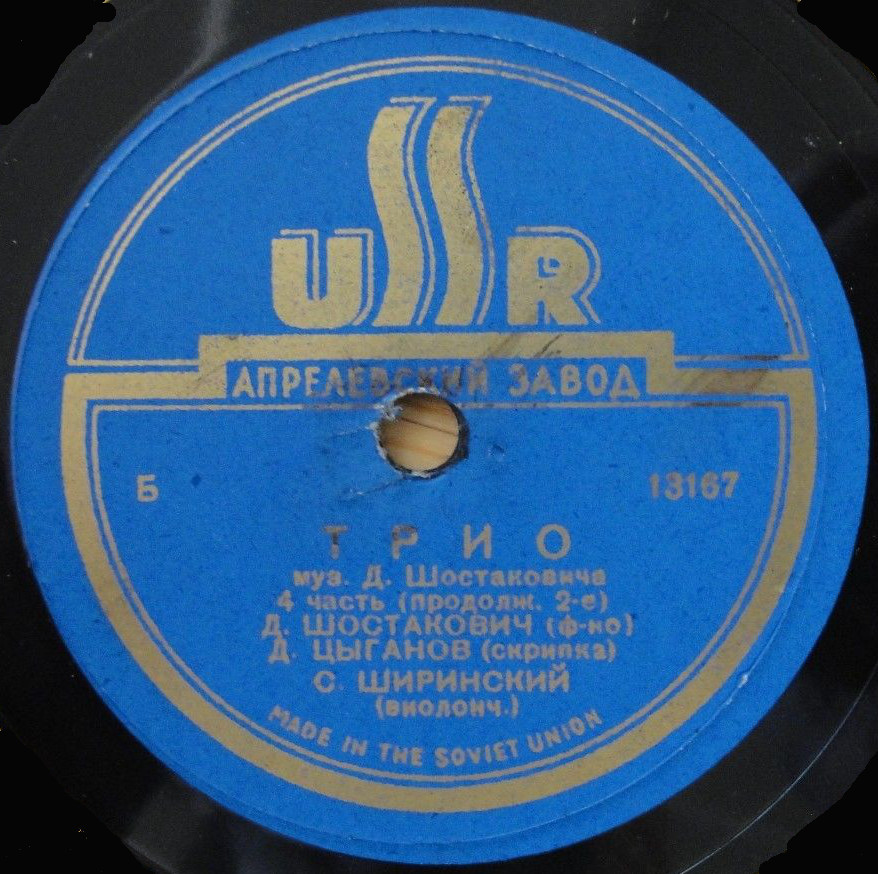 USSR
АПРЕЛЕВСКИЙ ЗАВОД
Б 13167
ТРИО
муз. Д. Шостаковича
4 часть (продолж. 2-е)
Д. ШОСТАКОВИЧ (ф-но)
Д. ЦЫГАНОВ (скрипка)
С. ШИРИНСКИЙ
(виолонч.)
MADE IN THE SOVIET UNION